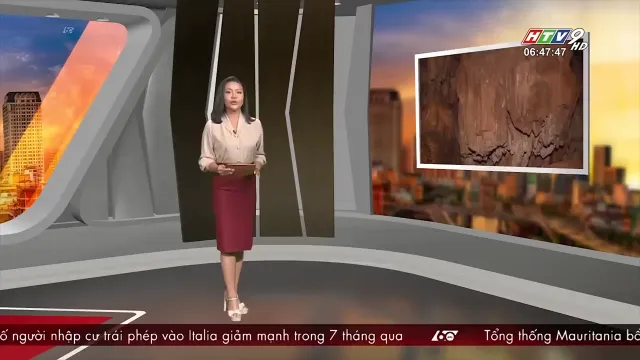 HTV9
HD
06:47:47
ố người nhập cư trái phép vào Italia giảm mạnh trong 7 tháng qua
60
Tổng thống Mauritania bổ